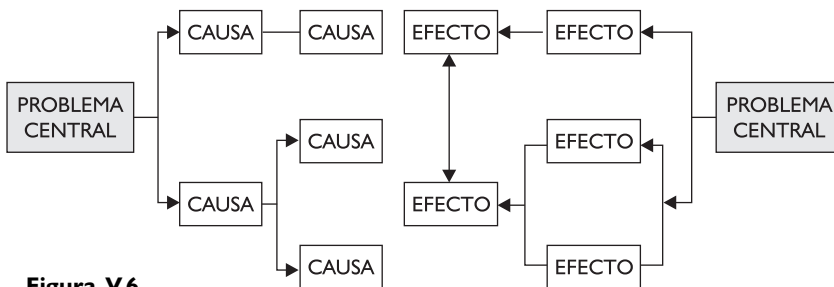 CAUSA CAUSA EFECTO EFECTO
PROBLEMA
CENTRAL
PROBLEMA
CENTRAL
CAUSA EFECTO
CAUSA EFECTO
CAUSA EFECTO
Figura V.6